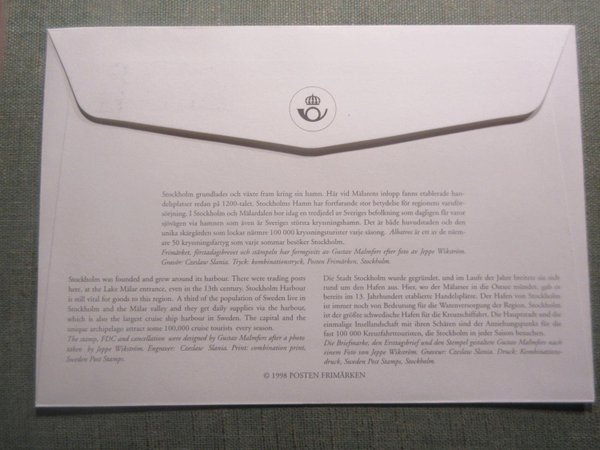 Stockholm grundlades och växte fram kring sin hamn. Här vid Mälarens inlopp fanns etablerade han-
delsplatser redan på 1200-talet. Stockholms Hamn har fortfarande stor betydelse för regionens varuför-
sörjning. I Stockholm och Mälardalen bor idag en tredjedel av Sveriges befolkning som dagligen får varor
sjövägen via hamnen som även är Sveriges största kryssningshamn. Det är både huvudstaden och den
unika skärgården som lockar närmre 100 000 kryssningsturister varje säsong. Albatros är ett av de närm-
are 50 kryssningsfartyg som varje sommar besöker Stockholm.
Frimärket, förstadagsbrevet och stämpeln har formgivits av Gustav Malmfors efter foto av Jeppe Wikström.
Gravör: Czeslaw Slania. Tryck: kombinationstryck, Posten Frimärken, Stockholm.
Stockholm was founded and grew around its harbour. There were trading posts
here, at the Lake Mälar entrance, even in the 13th century. Stockholm Harbour
is still vital for goods to this region. A third of the population of Sweden live in
Stockholm and the Mälar valley and they get daily supplies via the harbour,
which is also the largest cruise ship harbour in Sweden. The capital and the
unique archipelago attract some 100,000 cruise tourists every season.
The stamp, FDC and cancellation were designed by Gustav Malmfors after a photo
taken by Jeppe Wikström. Engraver: Czeslaw Slania. Print: combination print,
Sweden Post Stamps.
Die Stadt Stockholm wurde gegründet, und im Laufe der Jahre breitete sie sich
rund um den Hafen aus. Hier, wo der Mälarsee in die Ostsee mündet, gab es
bereits im 13. Jahrhundert etablierte Handelsplätze. Der Hafen von Stockholm
ist immer noch von Bedeutung für die Warenversorgung der Region. Stockholm
ist der größte schwedische Hafen für die Kreuzschiffahrt. Die Hauptstadt und die
einmalige Insellandschaft mit ihren Schären sind der Anziehungspunkt für die
fast 100 000 Kreuzfahrttouristen, die Stockholm in jeder Saison besuchen.
Die Briefmarke, den Ersttagsbrief und den Stempel gestaltete Gustav Malmfors nach
einem Foto von Jeppe Wikström. Graveur: Czeslaw Slania. Druck: Kombinations-
druck, Sweden Post Stamps, Stockholm.
© 1998 POSTEN FRIMÄRKEN